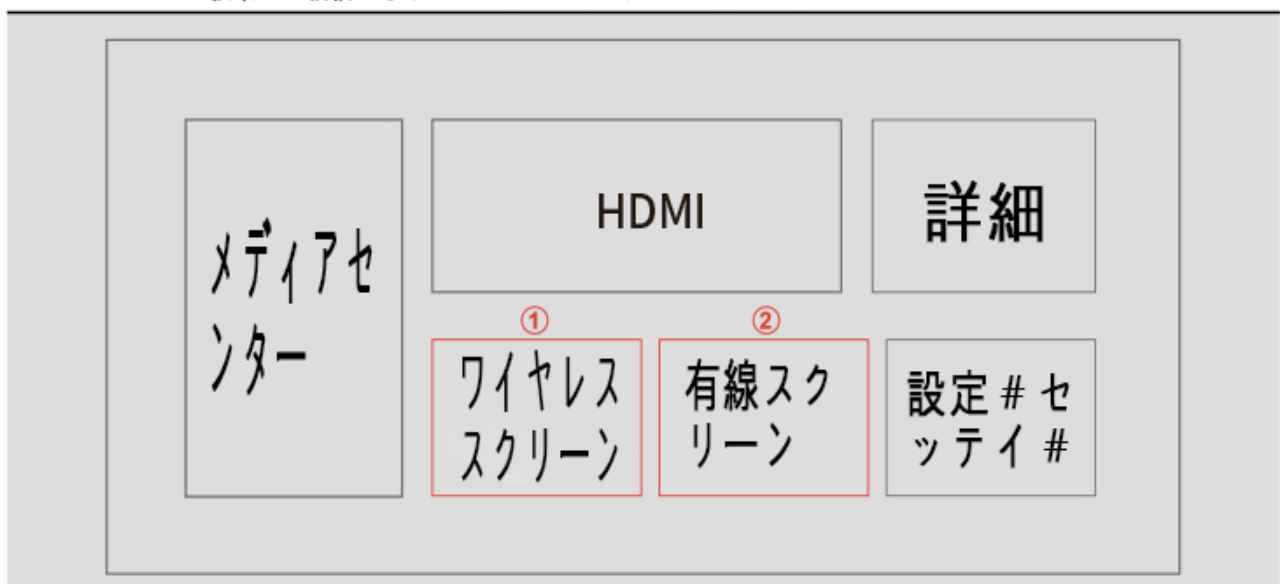 メディアセ
ンター
HDMI
詳細
①
ワイヤレス
スクリーン
②
有線スク
リーン
設定#セ
ッテイ#